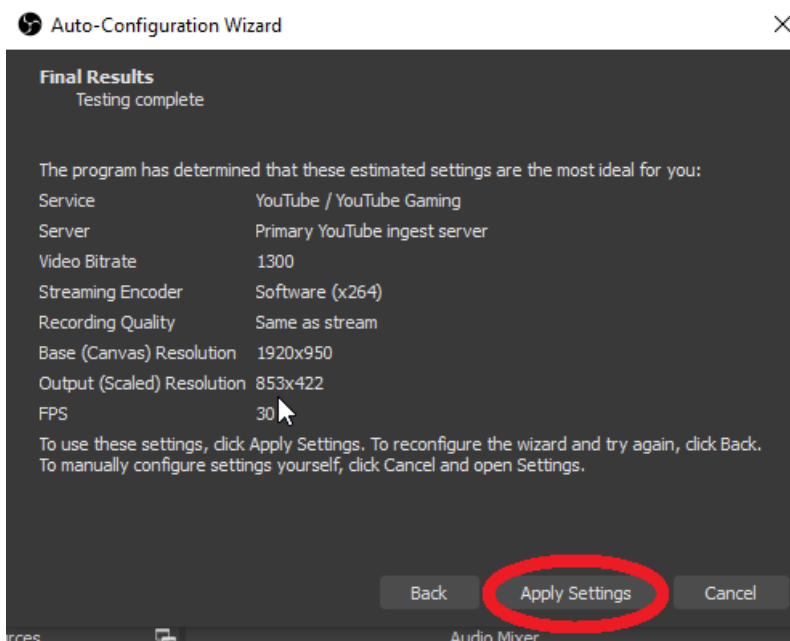 Auto-Configuration Wizard
Final Results
Testing complete
The program has determined that these estimated settings are the most ideal for you:
Service YouTube / YouTube Gaming
Server Primary YouTube ingest server
Video Bitrate 1300
Streaming Encoder Software (x264)
Recording Quality Same as stream
Base (Canvas) Resolution 1920x950
Output (Scaled) Resolution 853x422
FPS 30
To use these settings, click Apply Settings. To reconfigure the wizard and try again, click Back.
To manually configure settings yourself, click Cancel and open Settings.
Back Apply Settings Cancel
rces Audio Mixer